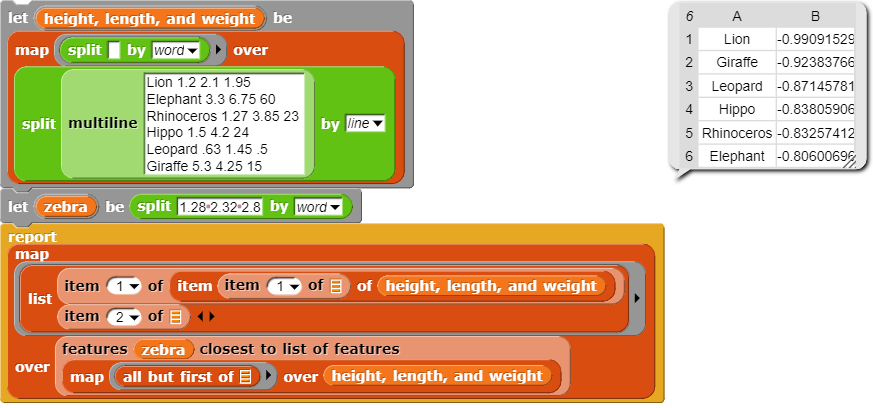 let height, length, and weight be
map split by word over
split multiline
Lion 1.2 2.1 1.95
Elephant 3.3 6.75 60
Rhinoceros 1.27 3.85 23
Hippo 1.5 4.2 24
Leopard .63 1.45 .5
Giraffe 5.3 4.25 15
by line
let zebra be split 1.28 2.32 2.8 by word
report
map
list item 1 of item item 1 of of height, length, and weight
item 2 of
over features zebra closest to list of features
map all but first of over height, length, and weight
6 A B
1 Lion -0.99091529
2 Giraffe -0.92383766
3 Leopard -0.87145781
4 Hippo -0.83805906
5 Rhinoceros -0.83257412
6 Elephant -0.80600696